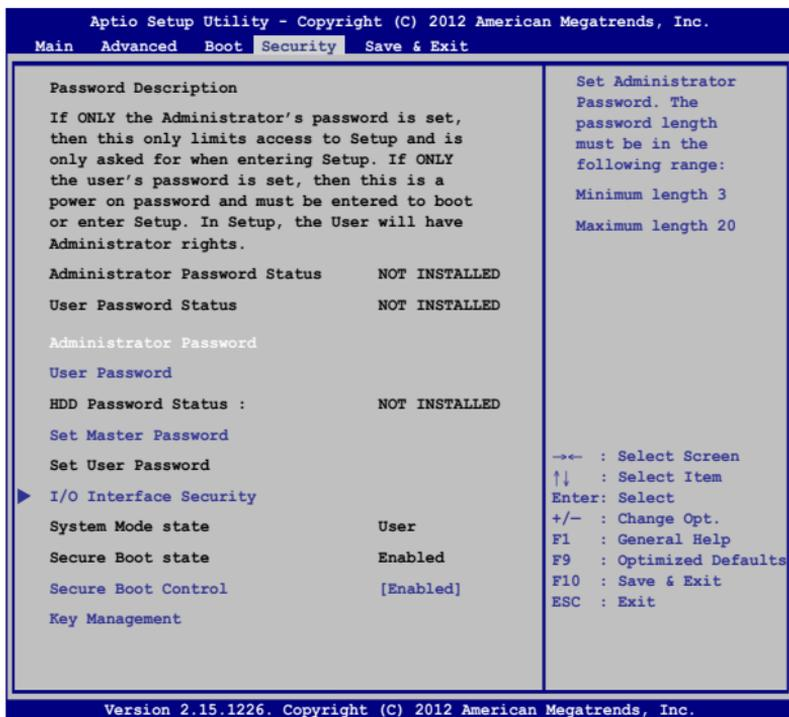 Aptio Setup Utility - Copyright (C) 2012 American Megatrends, Inc.
Main Advanced Boot Security Save & Exit
Password Description
If ONLY the Administrator's password is set,
then this only limits access to Setup and is
only asked for when entering Setup. If ONLY
the user's password is set, then this is a
power on password and must be entered to boot
or enter Setup. In Setup, the User will have
Administrator rights.
Administrator Password Status NOT INSTALLED
User Password Status NOT INSTALLED
Administrator Password
User Password
HDD Password Status : NOT INSTALLED
Set Master Password
Set User Password
I/O Interface Security
System Mode state User
Secure Boot state Enabled
Secure Boot Control [Enabled]
Key Management
Set Administrator
Password. The
password length
must be in the
following range:
Minimum length 3
Maximum length 20
→← : Select Screen
↑↓ : Select Item
Enter: Select
+/— : Change Opt.
F1 : General Help
F9 : Optimized Defaults
F10 : Save & Exit
ESC : Exit
Version 2.15.1226. Copyright (C) 2012 American Megatrends, Inc.